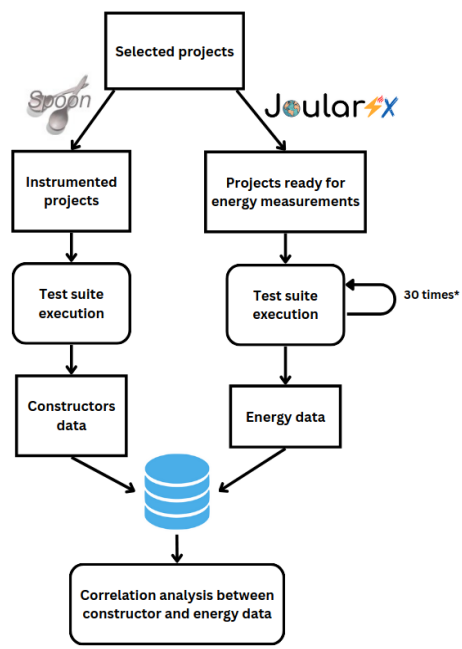 Selected projects
Spoon
JoularJX
Instrumented
projects
Projects ready for
energy measurements
Test suite
execution
Test suite
execution
30 times*
Constructors
data
Energy data
Correlation analysis between
constructor and energy data